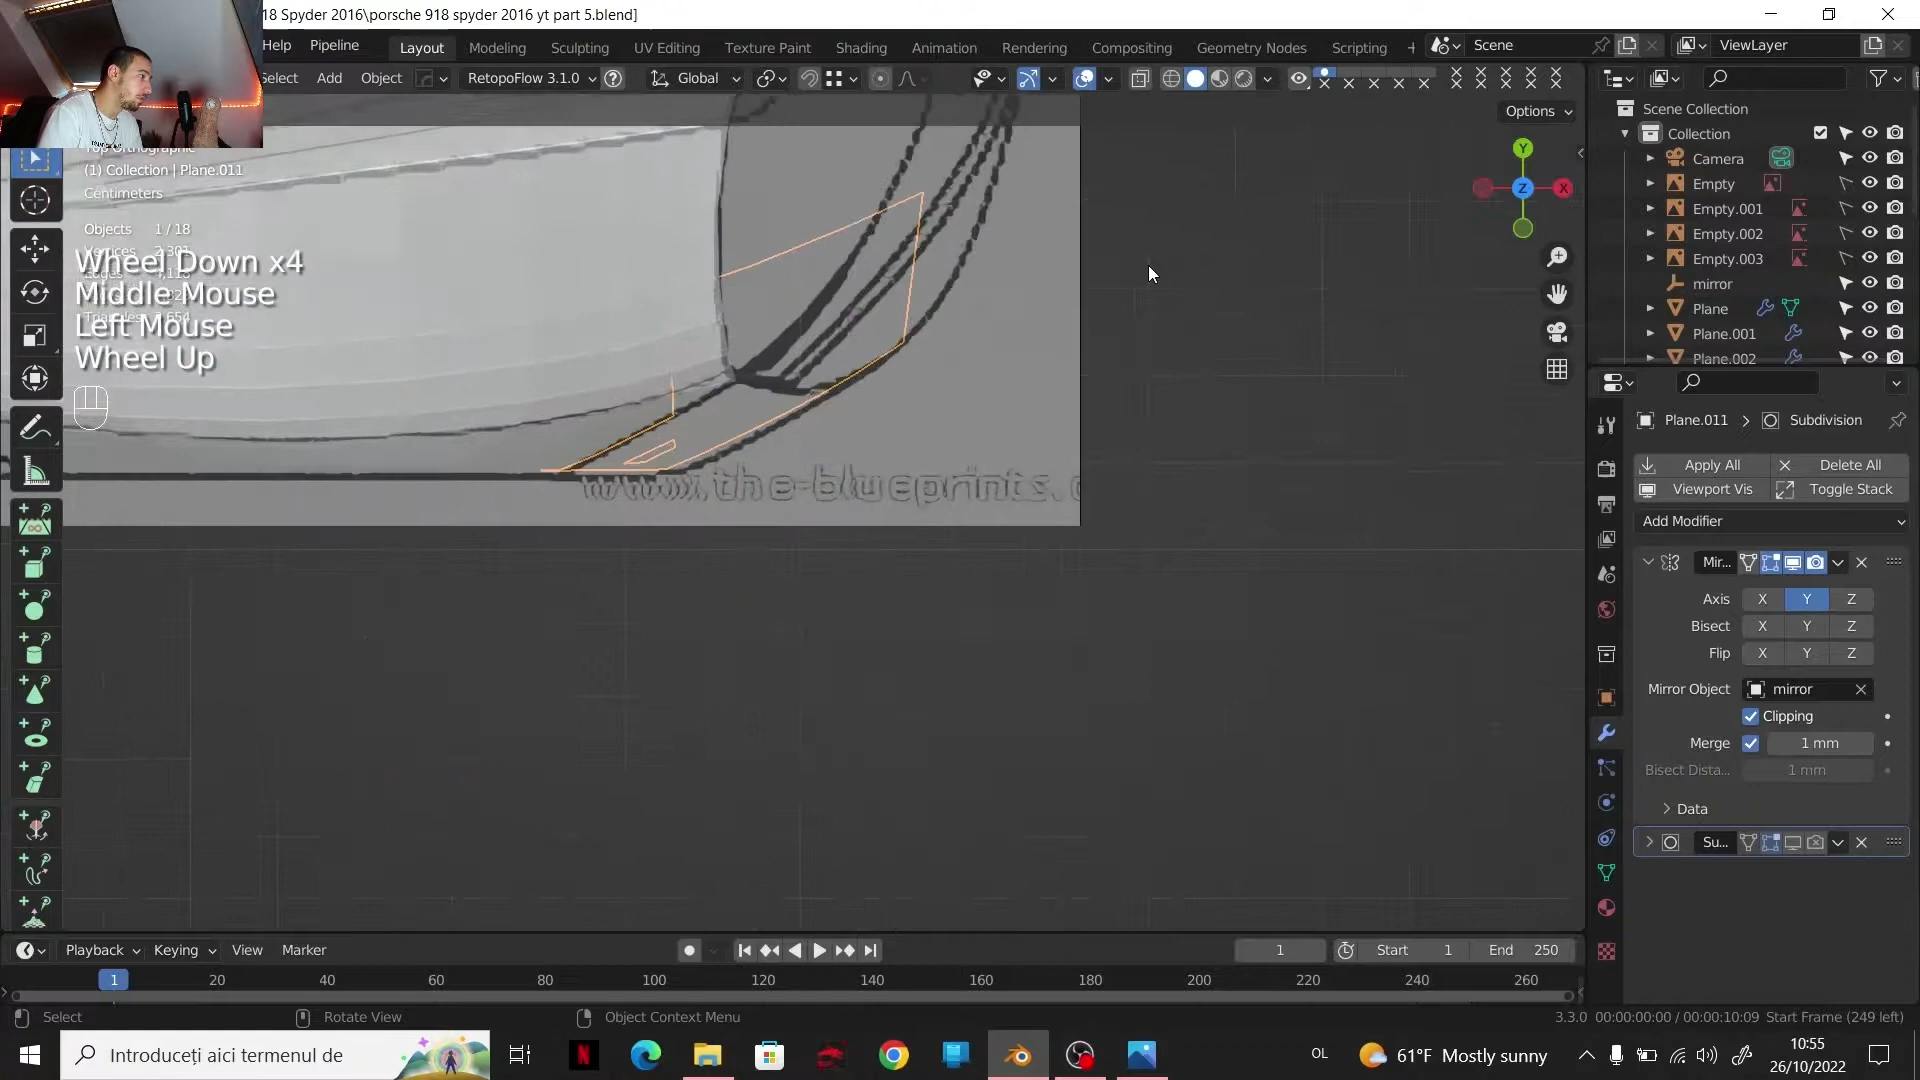 18 Spyder 2016\porsche 918 spyder 2016 yt part 5.blend]
Help Pipeline Layout Modeling Sculpting UV Editing Texture Paint Shading Animation Rendering Compositing Geometry Nodes Scripting + Scene ViewLayer
elect Add Object RetopoFlow 3.1.0 Global
Options
Top Orthographic
(1) Collection | Plane.011
Centimeters
Objects 1 / 18
Vertices 2,301
Wheel Down x4
Middle Mouse
Left Mouse
Wheel Up
www.the-blueprints.
Y
Z
X
Scene Collection
Collection
Camera
Empty
Empty.001
Empty.002
Empty.003
mirror
Plane
Plane.001
Plane.002
Plane.011 > Subdivision
Apply All Delete All
Viewport Vis Toggle Stack
Add Modifier
Mir...
Axis X Y Z
Bisect X Y Z
Flip X Y Z
Mirror Object mirror
Clipping
Merge 1 mm
Bisect Dista... 1 mm
Data
Su...
Playback Keying View Marker 1 Start 1 End 250
1 20 40 60 80 100 120 140 160 180 200 220 240 260
Select Rotate View Object Context Menu 3.3.0 00:00:00:00 / 00:00:10:09 Start Frame (249 left)
Introduceți aici termenul de OL 61°F Mostly sunny 10:55
26/10/2022